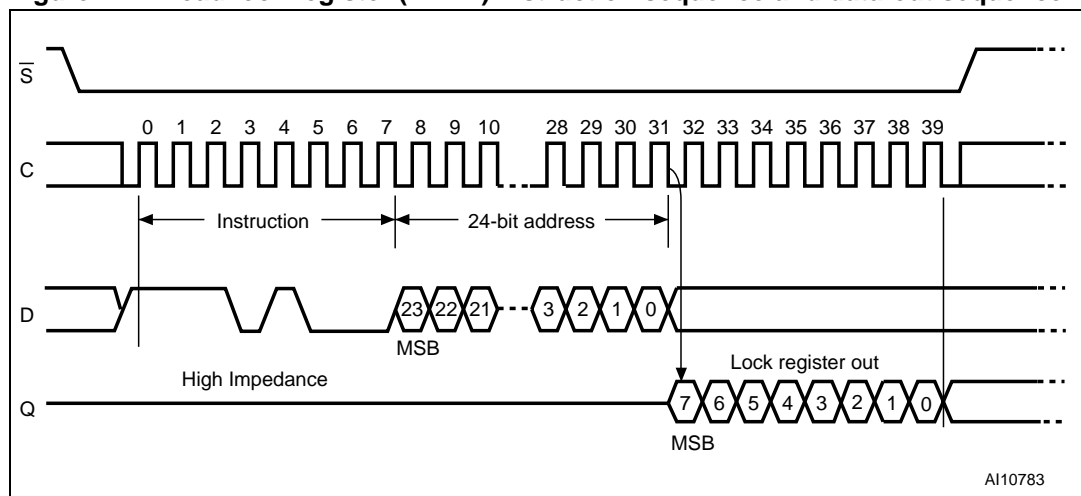 S
0 1 2 3 4 5 6 7 8 9 10 28 29 30 31 32 33 34 35 36 37 38 39
C
Instruction 24-bit address
D
23 22 21 3 2 1 0
MSB
Lock register out
High Impedance
Q
7 6 5 4 3 2 1 0
MSB
AI10783